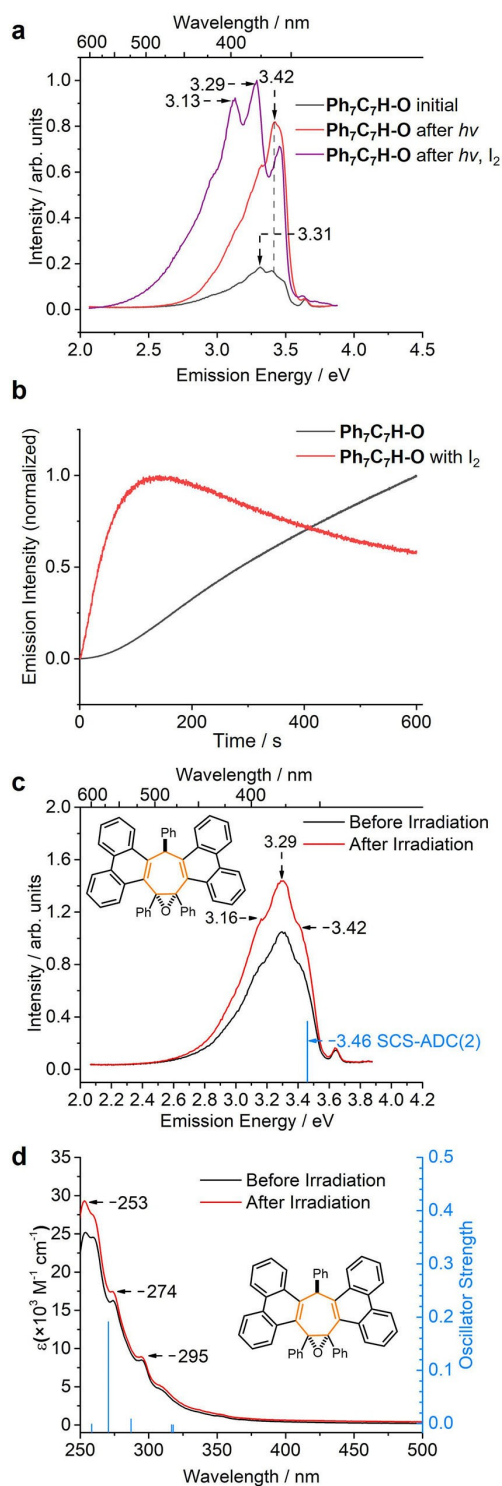 a
Wavelength / nm
600 500 400 300
Ph₇C₇H-O initial
Ph₇C₇H-O after hv
Ph₇C₇H-O after hv, I₂
3.42
3.29
3.13
3.31
Intensity / arb. units
1.0
0.8
0.6
0.4
0.2
0.0
2.0 2.5 3.0 3.5 4.0 4.5
Emission Energy / eV
b
Ph₇C₇H-O
Ph₇C₇H-O with I₂
Emission Intensity (normalized)
1.0
0.5
0.0
0 200 400 600
Time / s
c
Wavelength / nm
600 500 400 300
Before Irradiation
After Irradiation
Ph
Ph O Ph
3.29
3.16
3.42
3.46 SCS-ADC(2)
Intensity / arb. units
2.0
1.6
1.2
0.8
0.4
0.0
2.0 2.2 2.4 2.6 2.8 3.0 3.2 3.4 3.6 3.8 4.0 4.2
Emission Energy / eV
d
Before Irradiation
After Irradiation
253
274
295
Ph
Ph O Ph
ε(×10³ M⁻¹ cm⁻¹)
35
30
25
20
15
10
5
0
Oscillator Strength
0.5
0.4
0.3
0.2
0.1
0.0
250 300 350 400 450 500
Wavelength / nm